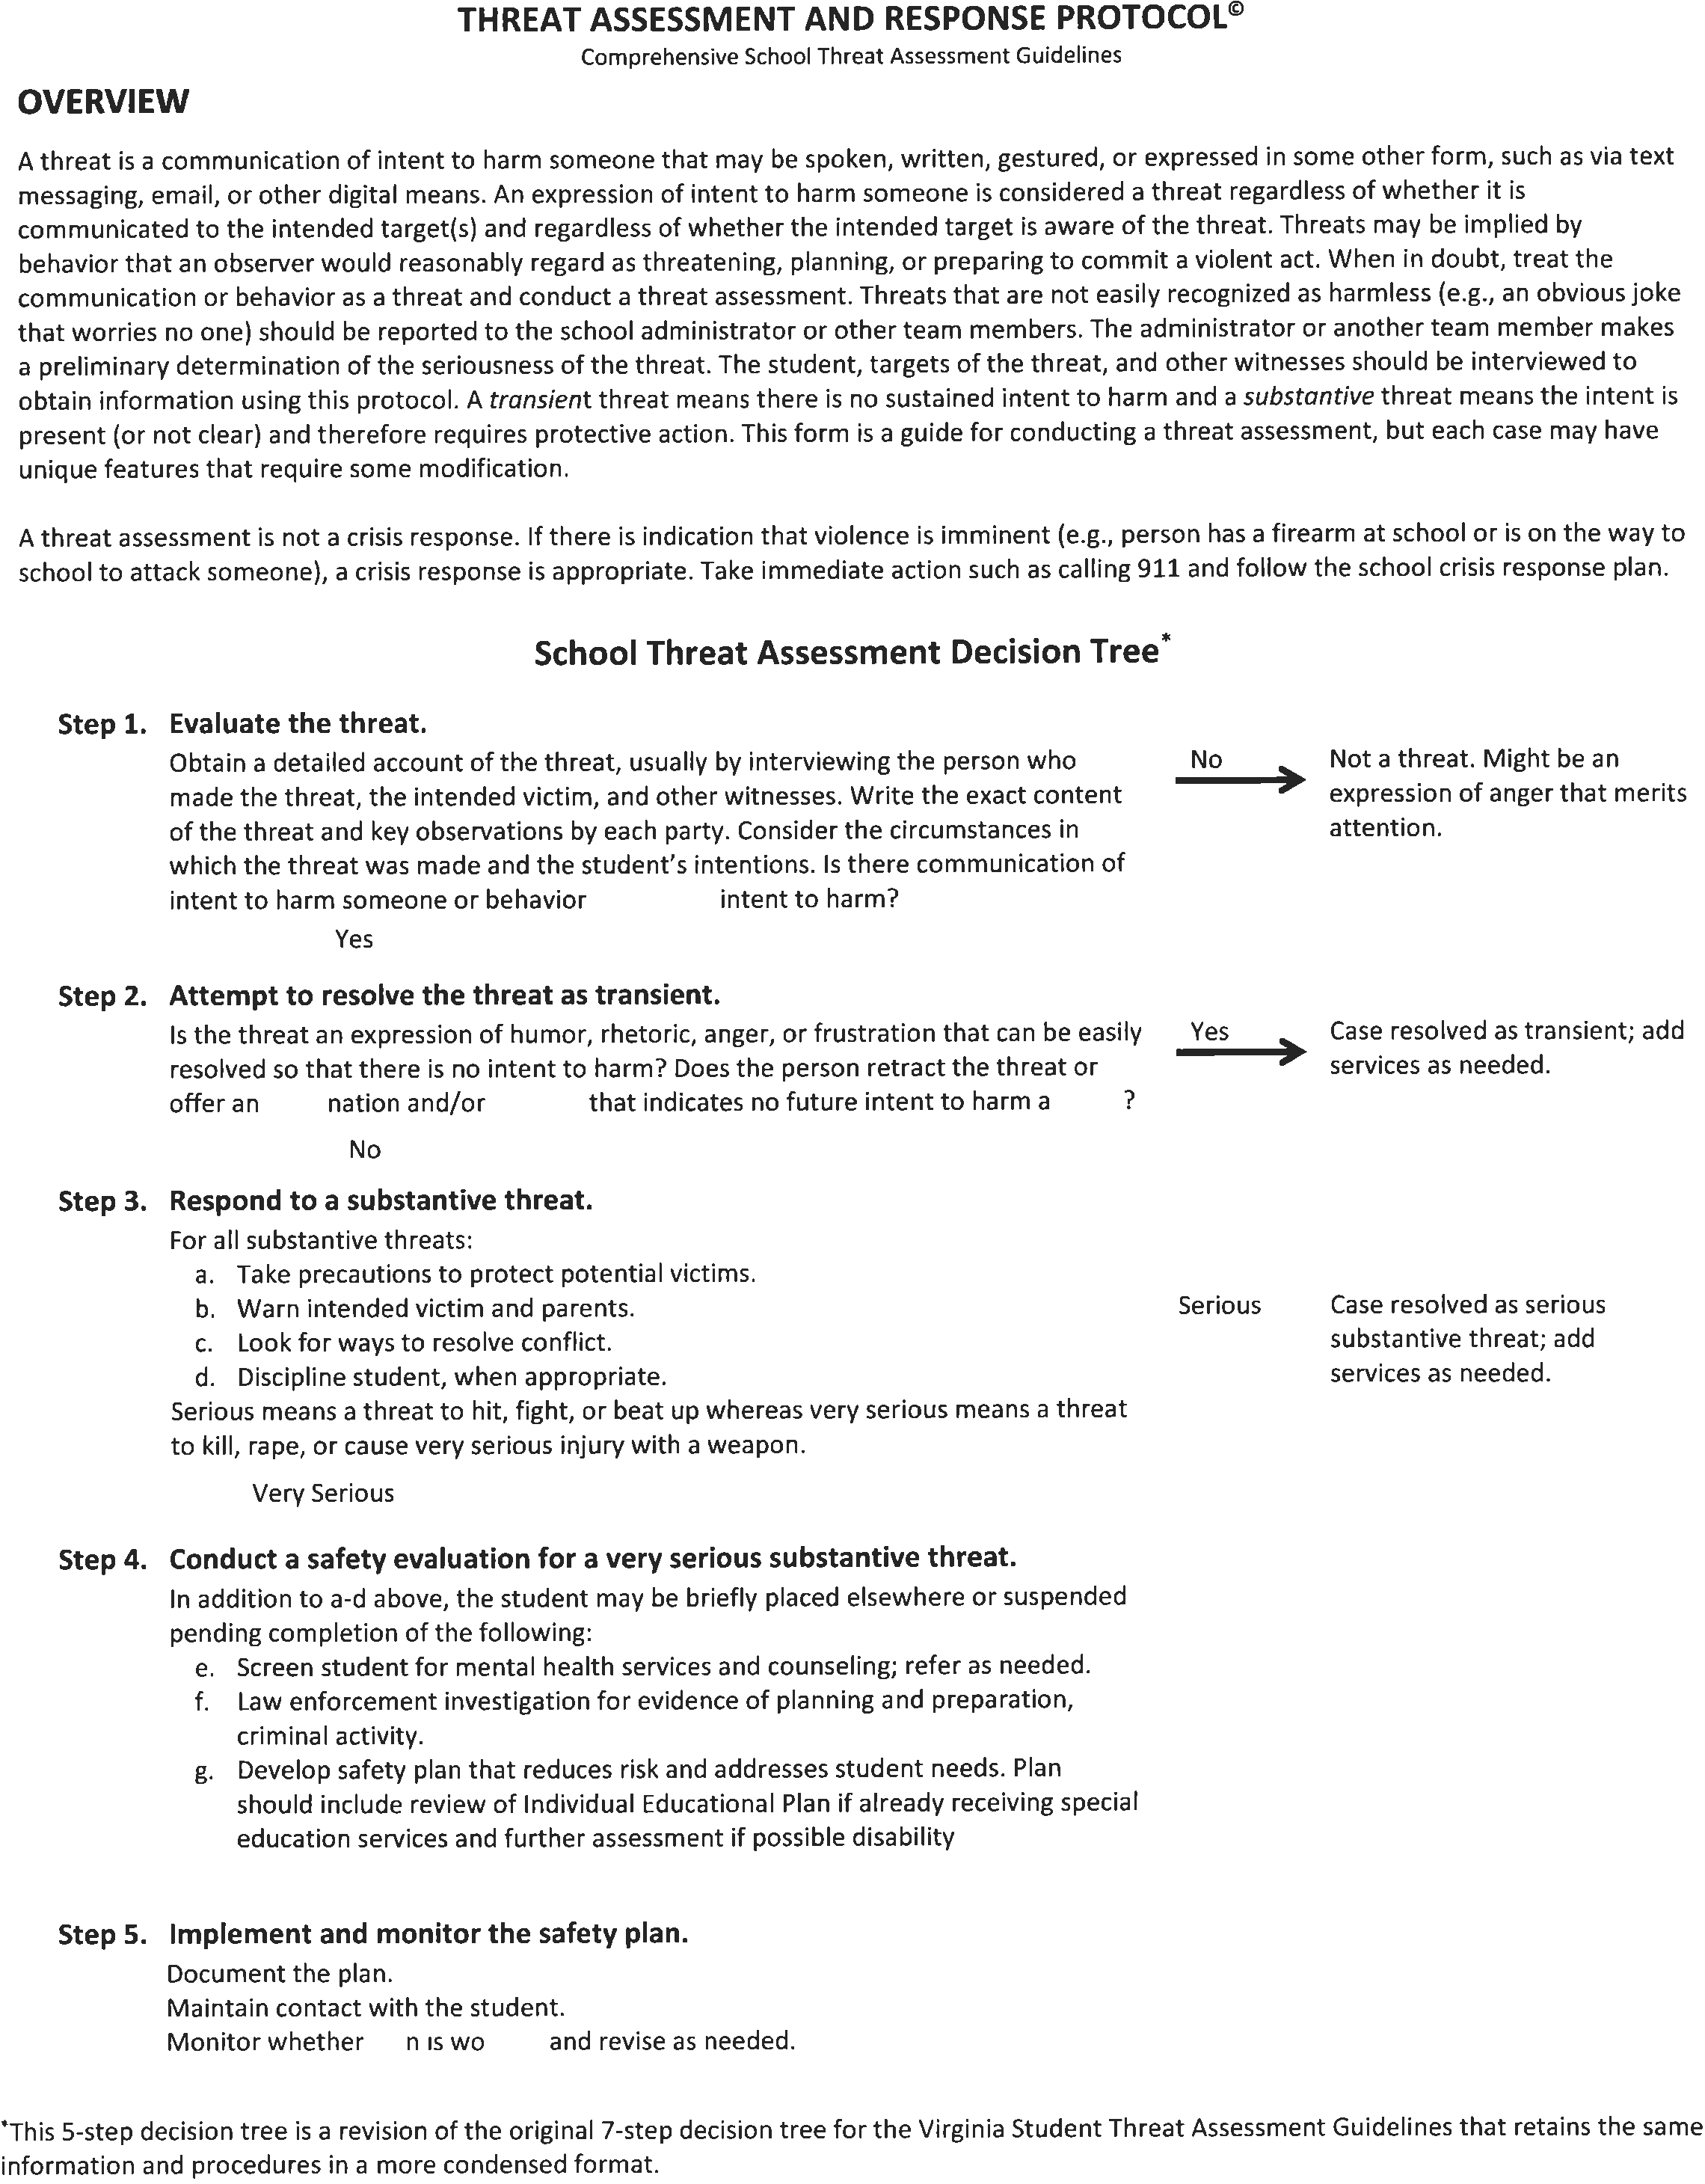 THREAT ASSESSMENT AND RESPONSE PROTOCOL©
Comprehensive School Threat Assessment Guidelines
OVERVIEW
A threat is a communication of intent to harm someone that may be spoken, written, gestured, or expressed in some other form, such as via text
messaging, email, or other digital means. An expression of intent to harm someone is considered a threat regardless of whether it is
communicated to the intended target(s) and regardless of whether the intended target is aware of the threat. Threats may be implied by
behavior that an observer would reasonably regard as threatening, planning, or preparing to commit a violent act. When in doubt, treat the
communication or behavior as a threat and conduct a threat assessment. Threats that are not easily recognized as harmless (e.g., an obvious joke
that worries no one) should be reported to the school administrator or other team members. The administrator or another team member makes
a preliminary determination of the seriousness of the threat. The student, targets of the threat, and other witnesses should be interviewed to
obtain information using this protocol. A transient threat means there is no sustained intent to harm and a substantive threat means the intent is
present (or not clear) and therefore requires protective action. This form is a guide for conducting a threat assessment, but each case may have
unique features that require some modification.
A threat assessment is not a crisis response. If there is indication that violence is imminent (e.g., person has a firearm at school or is on the way to
school to attack someone), a crisis response is appropriate. Take immediate action such as calling 911 and follow the school crisis response plan.
School Threat Assessment Decision Tree*
Step 1. Evaluate the threat.
Obtain a detailed account of the threat, usually by interviewing the person who
made the threat, the intended victim, and other witnesses. Write the exact content
of the threat and key observations by each party. Consider the circumstances in
which the threat was made and the student's intentions. Is there communication of
intent to harm someone or behavior intent to harm?
No
Not a threat. Might be an
expression of anger that merits
attention.
Yes
Step 2. Attempt to resolve the threat as transient.
Is the threat an expression of humor, rhetoric, anger, or frustration that can be easily
resolved so that there is no intent to harm? Does the person retract the threat or
offer an nation and/or that indicates no future intent to harm a ?
Yes
Case resolved as transient; add
services as needed.
No
Step 3. Respond to a substantive threat.
For all substantive threats:
a. Take precautions to protect potential victims.
b. Warn intended victim and parents.
c. Look for ways to resolve conflict.
d. Discipline student, when appropriate.
Serious means a threat to hit, fight, or beat up whereas very serious means a threat
to kill, rape, or cause very serious injury with a weapon.
Serious
Case resolved as serious
substantive threat; add
services as needed.
Very Serious
Step 4. Conduct a safety evaluation for a very serious substantive threat.
In addition to a-d above, the student may be briefly placed elsewhere or suspended
pending completion of the following:
e. Screen student for mental health services and counseling; refer as needed.
f. Law enforcement investigation for evidence of planning and preparation,
criminal activity.
g. Develop safety plan that reduces risk and addresses student needs. Plan
should include review of Individual Educational Plan if already receiving special
education services and further assessment if possible disability
Step 5. Implement and monitor the safety plan.
Document the plan.
Maintain contact with the student.
Monitor whether n is wo and revise as needed.
*This 5-step decision tree is a revision of the original 7-step decision tree for the Virginia Student Threat Assessment Guidelines that retains the same
information and procedures in a more condensed format.